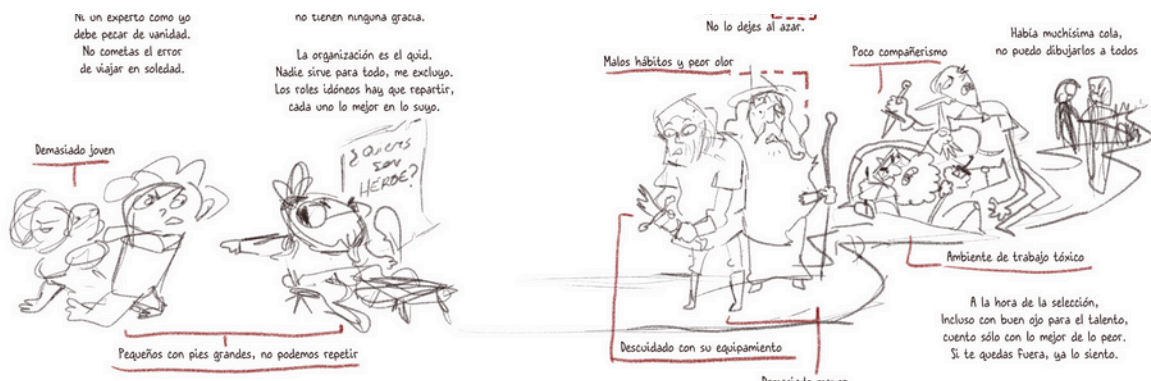 Ni un experto como yo
debe pecar de vanidad.
No cometas el error
de viajar en soledad.
no tienen ninguna gracia.
La organización es el quid.
Nadie sirve para todo, me excluyo.
Los roles idóneos hay que repartir,
cada uno lo mejor en lo suyo.
Demasiado joven
¿QUIERES
SER
HÉROE?
Pequeños con pies grandes, no podemos repetir
No lo dejes al azar.
Malos hábitos y peor olor
Poco compañerismo
Había muchísima cola,
no puedo dibujarlos a todos
Ambiente de trabajo tóxico
Descuidado con su equipamiento
A la hora de la selección,
Incluso con buen ojo para el talento,
cuento sólo con lo mejor de lo peor.
Si te quedas fuera, ya lo siento.